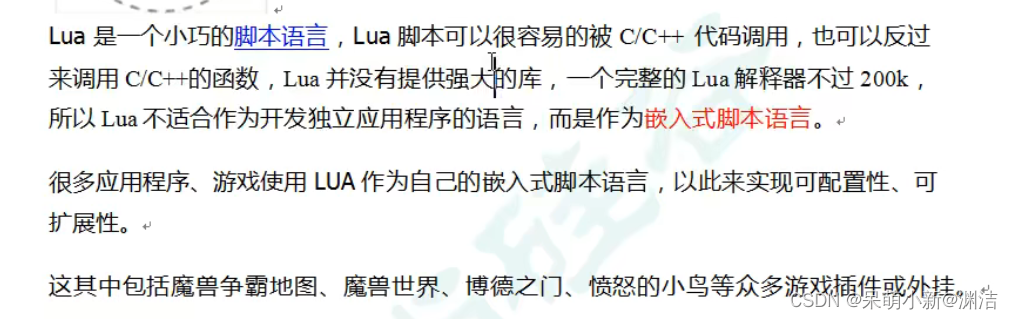 Lua 是一个小巧的脚本语言，Lua 脚本可以很容易的被 C/C++ 代码调用，也可以反过
来调用 C/C++的函数，Lua 并没有提供强大的库，一个完整的 Lua 解释器不过 200k，
所以 Lua 不适合作为开发独立应用程序的语言，而是作为嵌入式脚本语言。
很多应用程序、游戏使用 LUA 作为自己的嵌入式脚本语言，以此来实现可配置性、可
扩展性。
这其中包括魔兽争霸地图、魔兽世界、博德之门、愤怒的小鸟等众多游戏插件或外挂。
CSDN @呆萌小新@渊洁